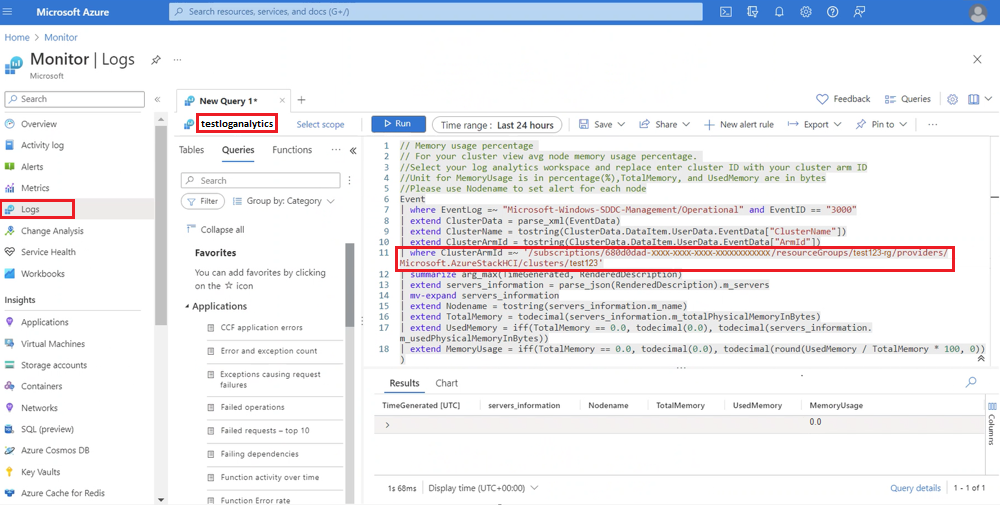 Microsoft Azure
Search resources, services, and docs (G+/)
Home > Monitor
Monitor | Logs
Microsoft
Search
Overview
Activity log
Alerts
Metrics
Logs
Change Analysis
Service Health
Workbooks
Insights
Applications
Virtual Machines
Storage accounts
Containers
Networks
SQL (preview)
Azure Cosmos DB
Key Vaults
Azure Cache for Redis
New Query 1*
Feedback
Queries
testloganalytics
Select scope
Run
Time range : Last 24 hours
Save
Share
New alert rule
Export
Pin to
Tables
Queries
Functions
Search
Filter
Group by: Category
Collapse all
Favorites
You can add favorites by clicking
on the ☆ icon
Applications
CCF application errors
Error and exception count
Exceptions causing request
failures
Failed operations
Failed requests – top 10
Failing dependencies
Function activity over time
Function Error rate
1 // Memory usage percentage
2 // For your cluster view avg node memory usage percentage.
3 //Select your log analytics workspace and replace enter cluster ID with your cluster arm ID
4 //Unit for MemoryUsage is in percentage(%),TotalMemory, and UsedMemory are in bytes
5 //Please use Nodename to set alert for each node
6 Event
7 | where EventLog =~ "Microsoft-Windows-SDDC-Management/Operational" and EventID == "3000"
8 | extend ClusterData = parse_xml(EventData)
9 | extend ClusterName = tostring(ClusterData.DataItem.UserData.EventData["ClusterName"])
10 | extend ClusterArmId = tostring(ClusterData.DataItem.UserData.EventData["ArmId"])
11 | where ClusterArmId =~ '/subscriptions/680d0dad-xxxx-xxxx-xxxx-xxxxxxxxxxxx/resourceGroups/test123-rg/providers/
Microsoft.AzureStackHCI/clusters/test123'
12 | summarize arg_max(TimeGenerated, RenderedDescription)
13 | extend servers_information = parse_json(RenderedDescription).m_servers
14 | mv-expand servers_information
15 | extend Nodename = tostring(servers_information.m_name)
16 | extend TotalMemory = todecimal(servers_information.m_totalPhysicalMemoryInBytes)
17 | extend UsedMemory = iff(TotalMemory == 0.0, todecimal(0.0), todecimal(servers_information.
m_usedPhysicalMemoryInBytes))
18 | extend MemoryUsage = iff(TotalMemory == 0.0, todecimal(0.0), todecimal(round(UsedMemory / TotalMemory * 100, 0))
)
Results
Chart
TimeGenerated [UTC]
servers_information
Nodename
TotalMemory
UsedMemory
MemoryUsage
0.0
Columns
1s 68ms
Display time (UTC+00:00)
Query details
1 - 1 of 1